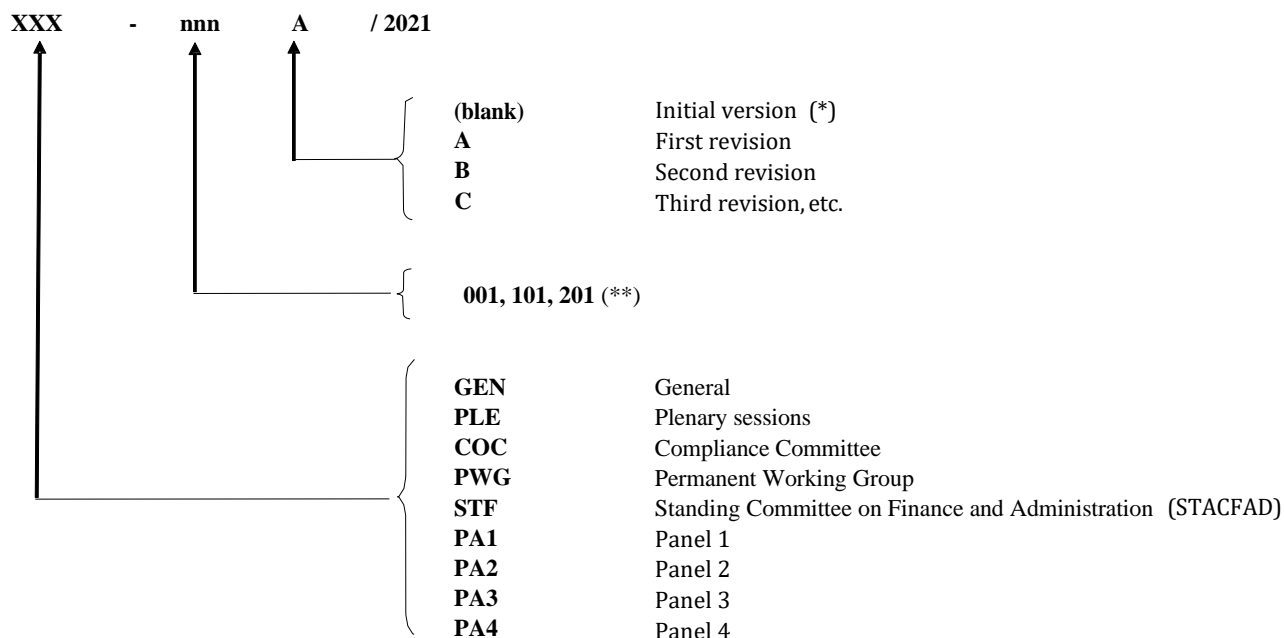 XXX - nnn A / 2021
(blank) Initial version (*)
A First revision
B Second revision
C Third revision, etc.
001, 101, 201 (**)
GEN General
PLE Plenary sessions
COC Compliance Committee
PWG Permanent Working Group
STF Standing Committee on Finance and Administration (STACFAD)
PA1 Panel 1
PA2 Panel 2
PA3 Panel 3
PA4 Panel 4